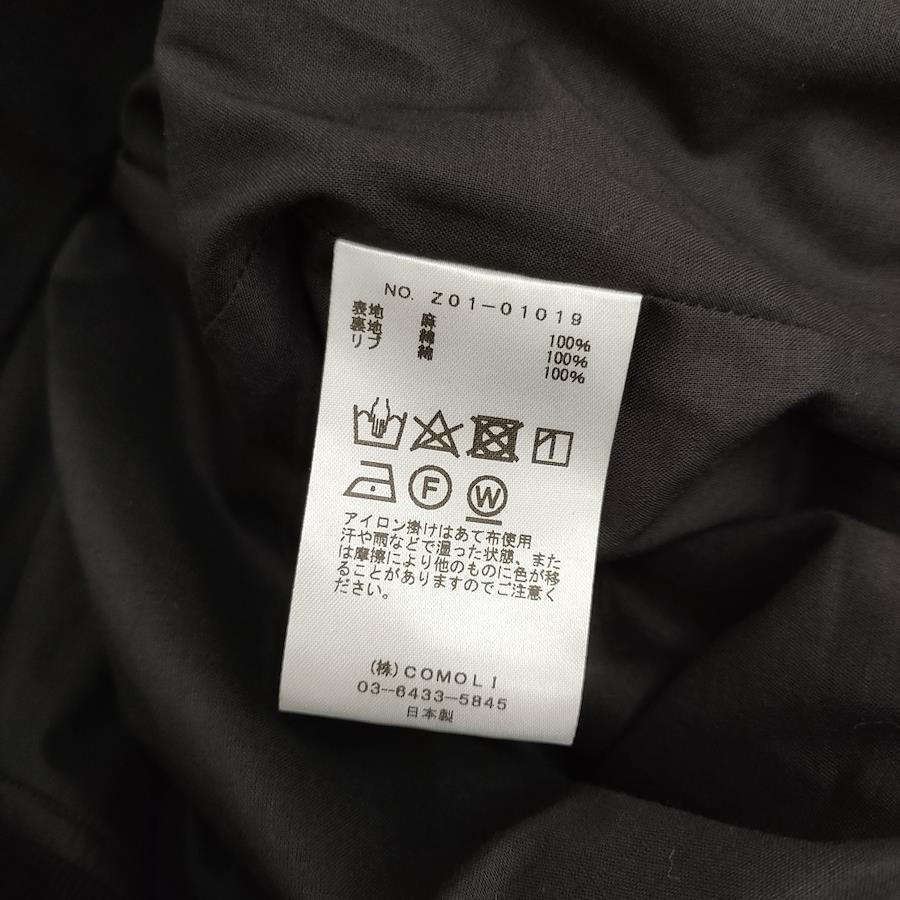 NO. Z01-01019
表地 麻 100%
裏地 綿 100%
リブ 綿 100%
F W
アイロン掛けはあて布使用
汗や雨などで湿った状態、また
は摩擦により他のものに色が移
ることがありますのでご注意く
ださい。
(株)COMOLI
03-6433-5845
日本製